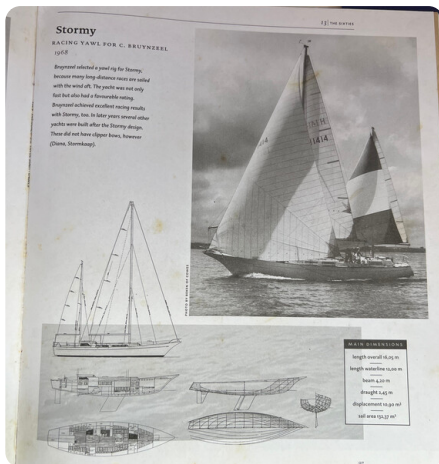 THE SIXTIES
Stormy
RACING YAWL FOR C. BRUYNZEEL
1968
Bruynzeel selected a yawl rig for Stormy,
because many long-distance races are sailed
with the wind aft. The yacht was not only
fast but also had a favourable rating.
Bruynzeel achieved excellent racing results
with Stormy, too. In later years several other
yachts were built after the Stormy design.
These did not have clipper bows, however
(Diana, Stormkaap).
1414
MAIN DIMENSIONS
length overall 16,05 m
length waterline 12,00 m
beam 4,20 m
draught 2,45 m
displacement 10,90 m³
sail area 132,37 m²